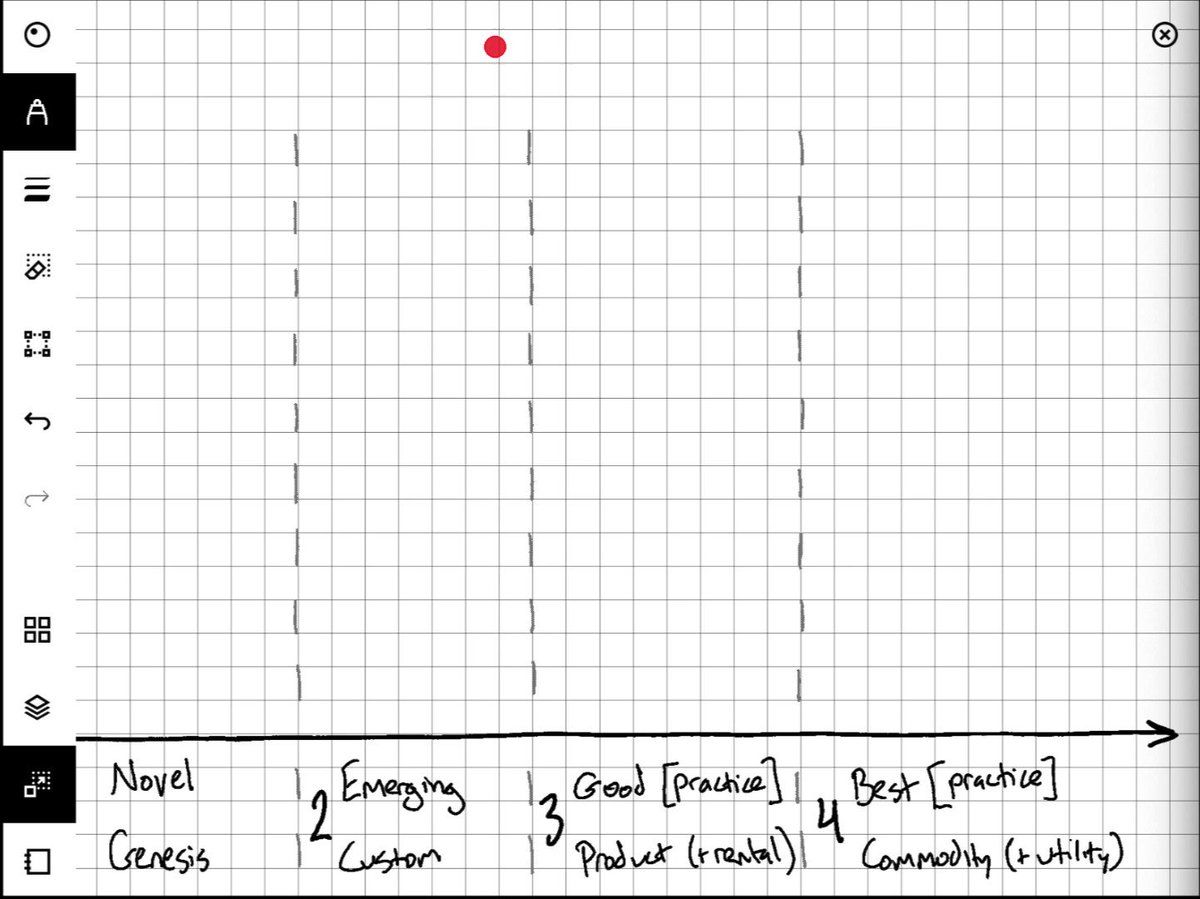 Novel Emerging Good [practice] Best [practice]
2 3 4
Genesis Custom Product (+rental) Commodity (+utility)